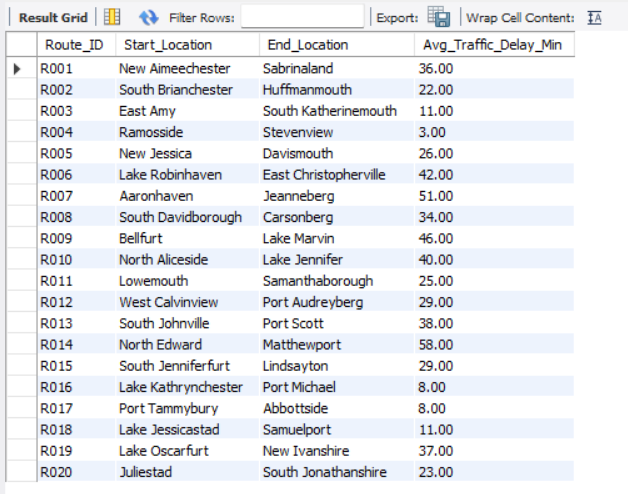 Result Grid Filter Rows: Export: Wrap Cell Content: IA
Route_ID Start_Location End_Location Avg_Traffic_Delay_Min
R001 New Aimeechester Sabrinaland 36.00
R002 South Brianchester Huffmanmouth 22.00
R003 East Amy South Katherinemouth 11.00
R004 Ramosside Stevenview 3.00
R005 New Jessica Davismouth 26.00
R006 Lake Robinhaven East Christopherville 42.00
R007 Aaronhaven Jeanneberg 51.00
R008 South Davidborough Carsonberg 34.00
R009 Bellfurt Lake Marvin 46.00
R010 North Aliceside Lake Jennifer 40.00
R011 Lowemouth Samanthaborough 25.00
R012 West Calvinview Port Audreyberg 29.00
R013 South Johnville Port Scott 38.00
R014 North Edward Matthewport 58.00
R015 South Jenniferfurt Lindsayton 29.00
R016 Lake Kathrynchester Port Michael 8.00
R017 Port Tammybury Abbottside 8.00
R018 Lake Jessicastad Samuelport 11.00
R019 Lake Oscarfurt New Ivanshire 37.00
R020 Juliestad South Jonathanshire 23.00